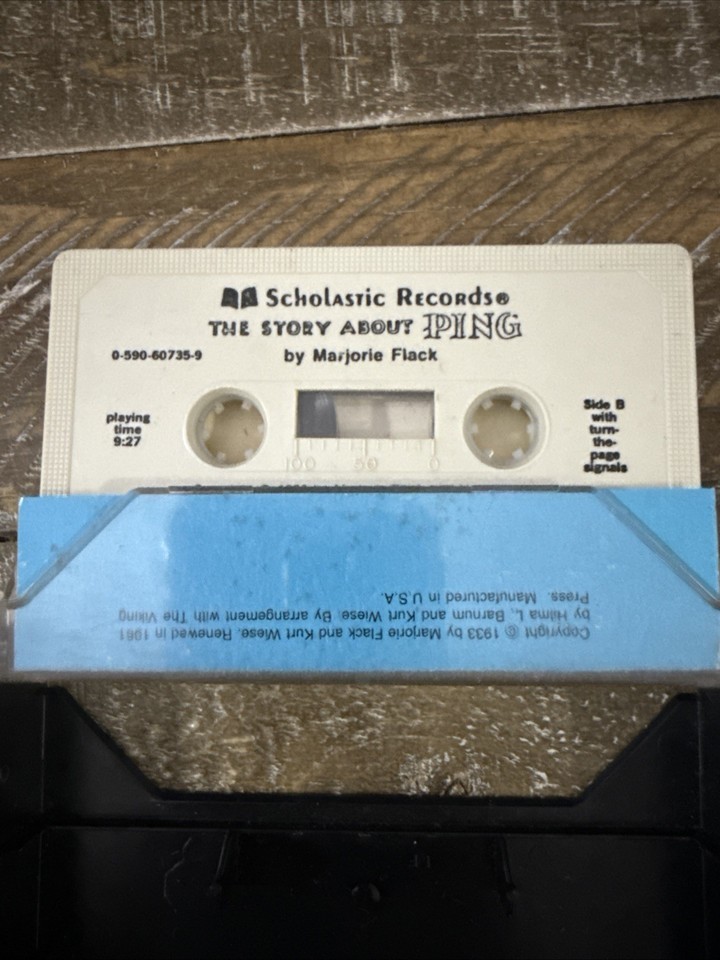 Scholastic Records®
THE STORY ABOUT PING
0-590-60735-9
by Marjorie Flack
playing
time
9:27
Side B
with
turn-
the-
page
signals
100 50 0
Copyright © 1933 by Marjorie Flack and Kurt Wiese. Renewed in 1961
by Hilma L. Barnum and Kurt Wiese. By arrangement with The Viking
Press. Manufactured in U.S.A.